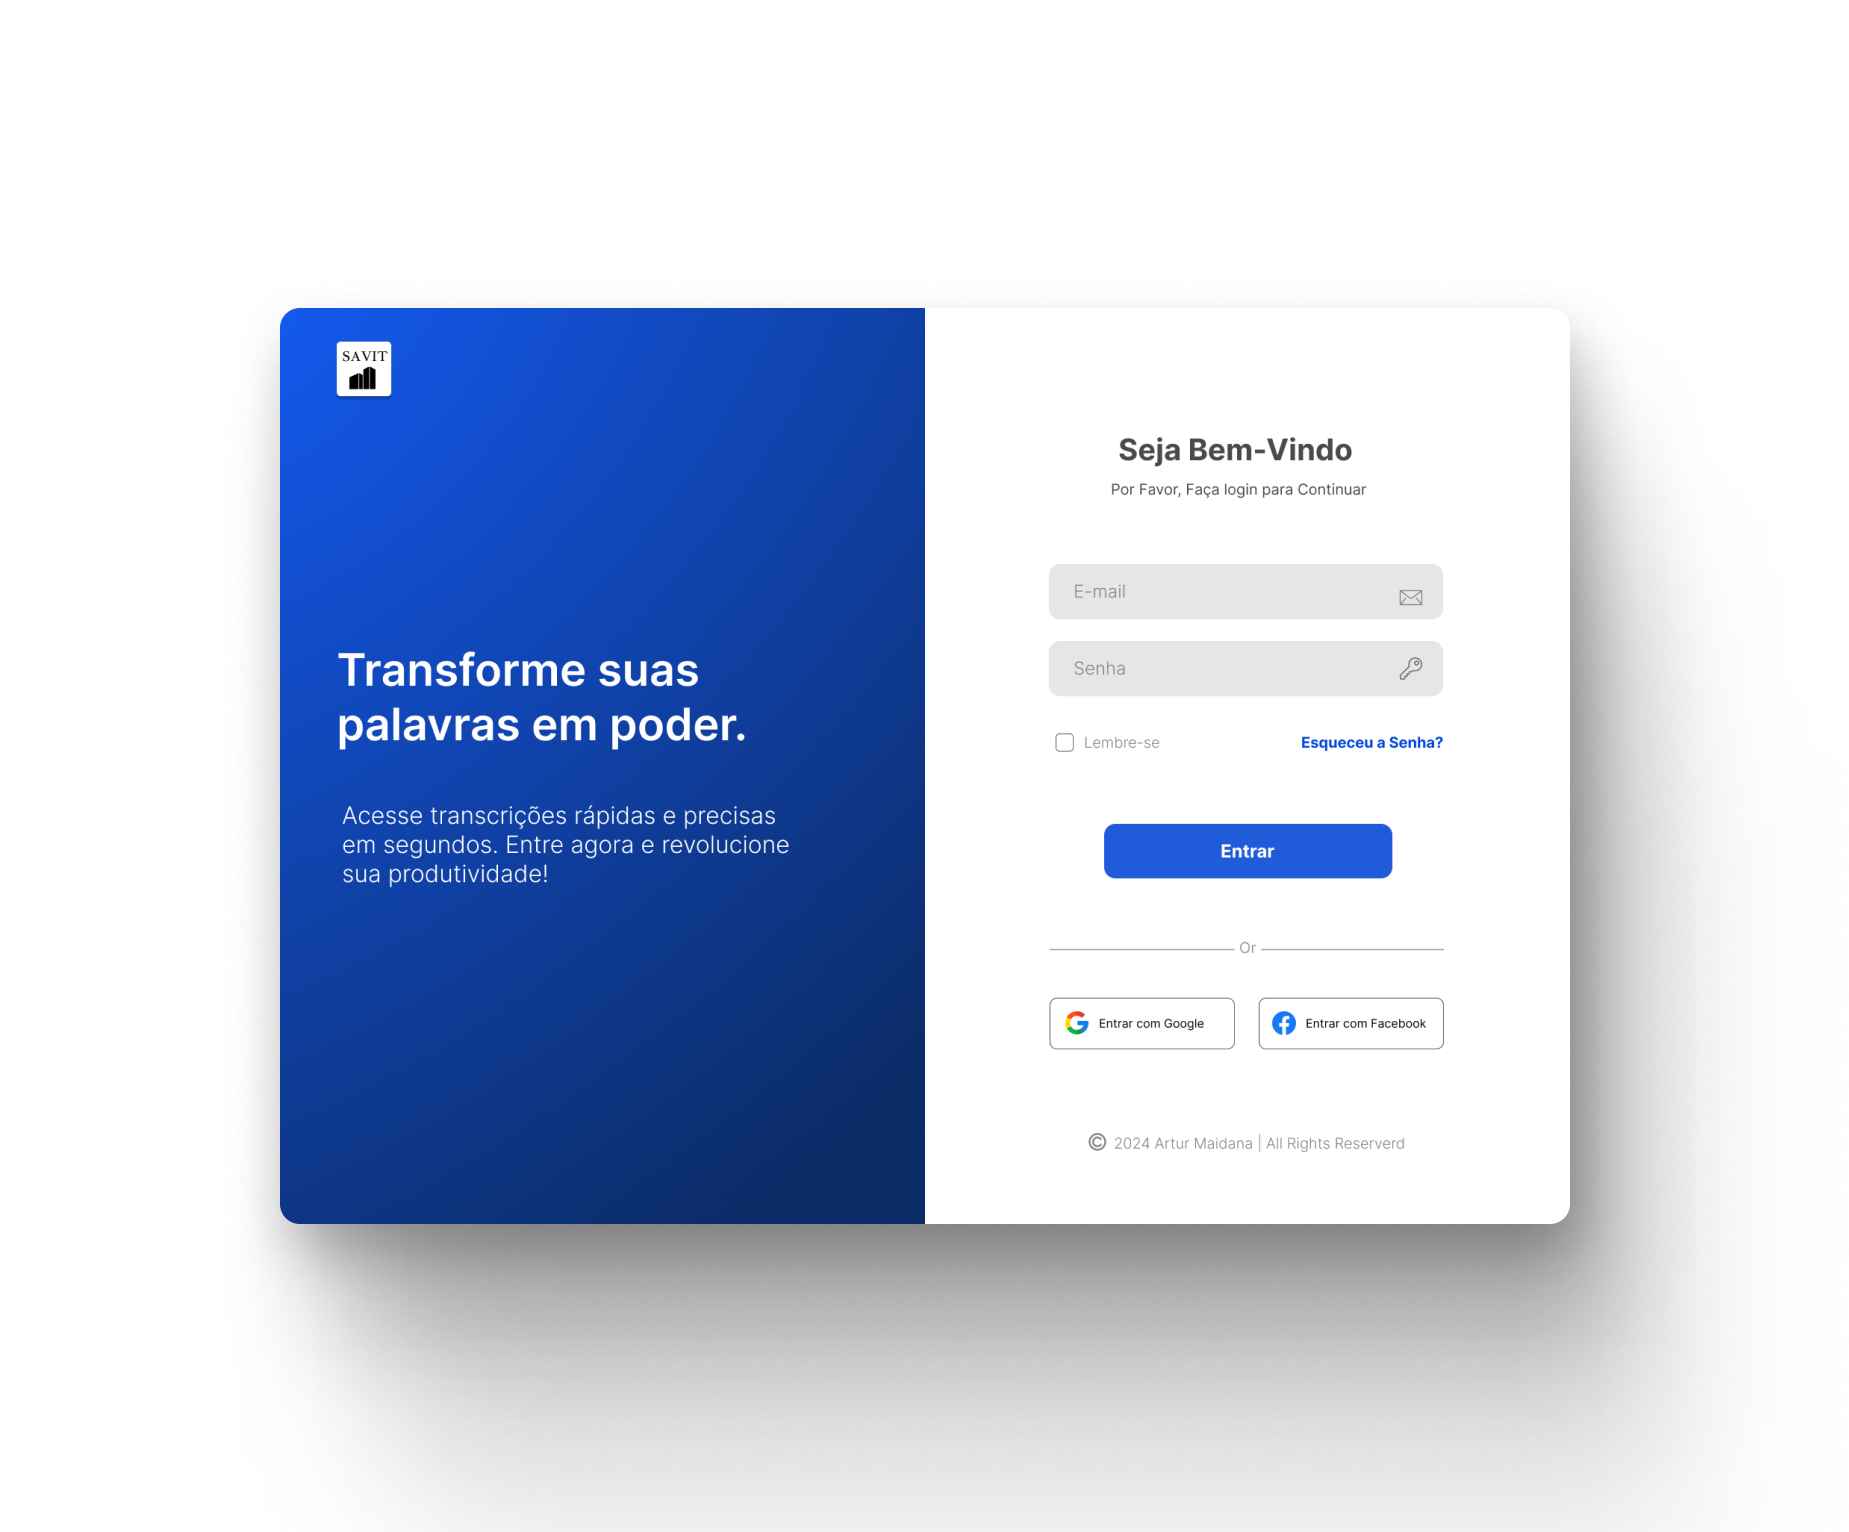 SAVIT
Transforme suas
palavras em poder.
Acesse transcrições rápidas e precisas
em segundos. Entre agora e revolucione
sua produtividade!
Seja Bem-Vindo
Por Favor, Faça login para Continuar
E-mail
Senha
Lembre-se
Esqueceu a Senha?
Entrar
Or
Entrar com Google
Entrar com Facebook
© 2024 Artur Maidana | All Rights Reserverd